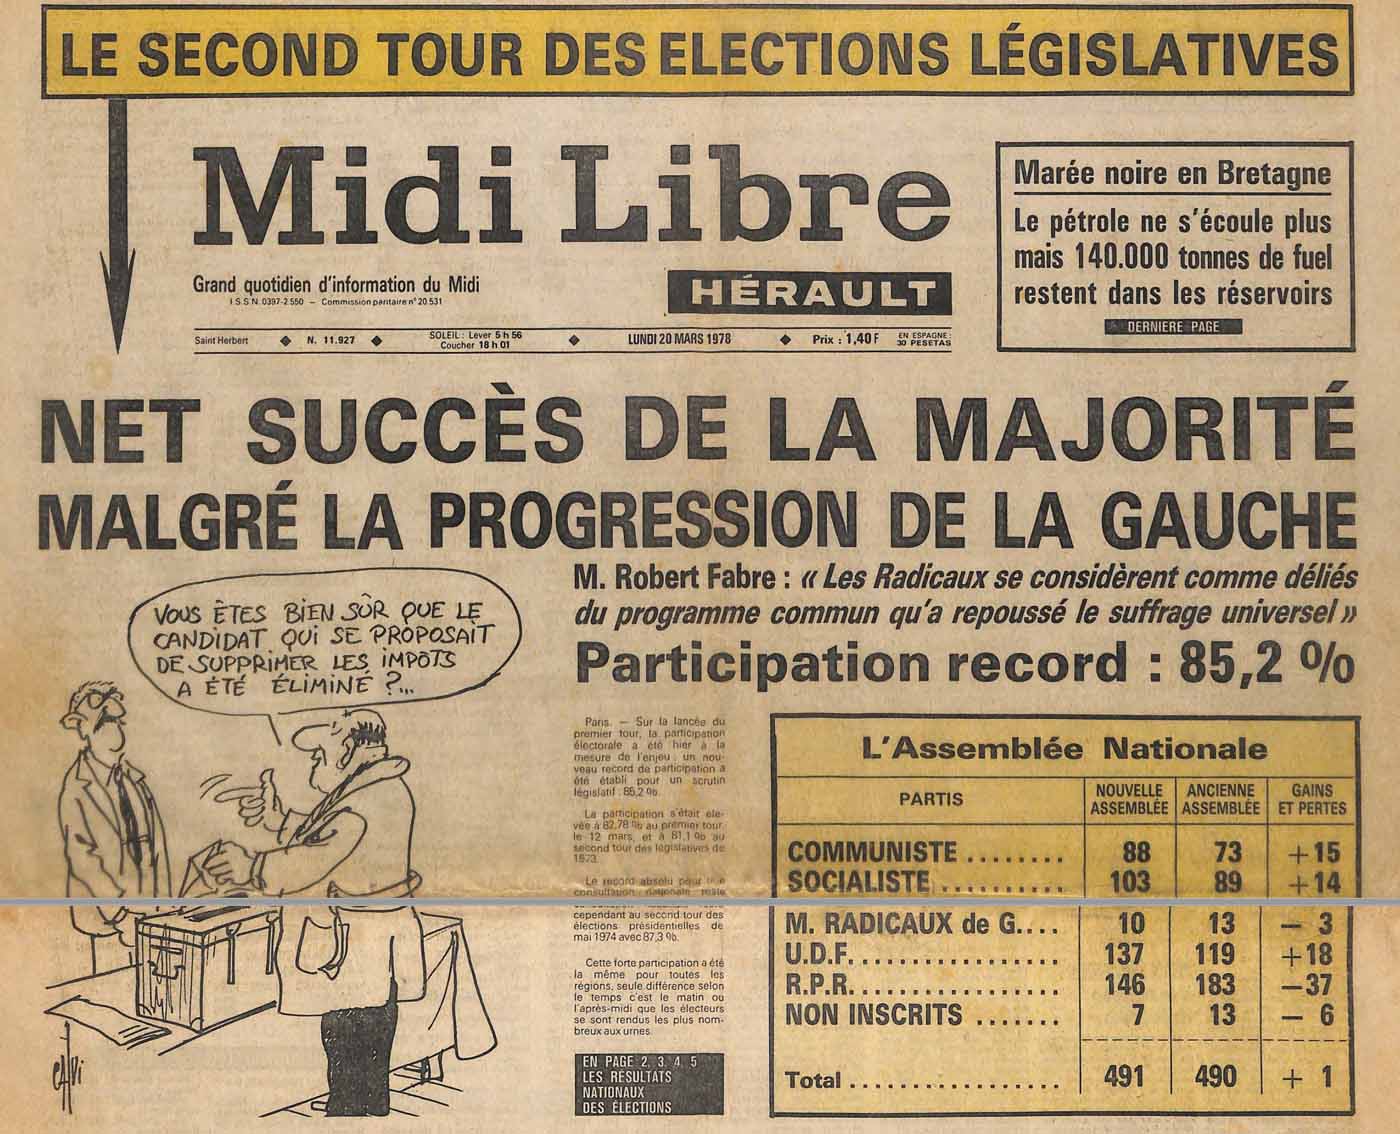 LE SECOND TOUR DES ELECTIONS LÉGISLATIVES
Midi Libre
Grand quotidien d'information du Midi
I.S.S.N. 0397-2550 – Commission paritaire n° 20.531
HÉRAULT
Marée noire en Bretagne
Le pétrole ne s'écoule plus
mais 140.000 tonnes de fuel
restent dans les réservoirs
DERNIERE PAGE
Saint Herbert ◆ N. 11.927 ◆ SOLEIL : Lever 5 h 56 ◆ LUNDI 20 MARS 1978 ◆ Prix : 1,40 F EN ESPAGNE :
Coucher 18 h 01 30 PESETAS
NET SUCCÈS DE LA MAJORITÉ
MALGRÉ LA PROGRESSION DE LA GAUCHE
M. Robert Fabre : « Les Radicaux se considèrent comme déliés
du programme commun qu'a repoussé le suffrage universel »
Participation record : 85,2 %
VOUS ÊTES BIEN SÛR QUE LE
CANDIDAT QUI SE PROPOSAIT
DE SUPPRIMER LES IMPÔTS
A ÉTÉ ÉLIMINÉ ?...
CALVI
Paris. — Sur la lancée du
premier tour, la participation
électorale a été hier à la
mesure de l'enjeu : un nou-
veau record de participation a
été établi pour un scrutin
législatif : 85,2 %.
La participation s'était éle-
vée à 82,78 % au premier tour,
le 12 mars, et à 81,1 % au
second tour des législatives de
1973.
Le record absolu pour une
consultation nationale reste
cependant au second tour des
élections présidentielles de
mai 1974 avec 87,3 %.
Cette forte participation a été
la même pour toutes les
régions, seule différence selon
le temps c'est le matin ou
l'après-midi que les électeurs
se sont rendus les plus nom-
breux aux urnes.
EN PAGE 2, 3, 4, 5
LES RÉSULTATS
NATIONAUX
DES ÉLECTIONS
L'Assemblée Nationale
PARTIS NOUVELLE ASSEMBLÉE ANCIENNE ASSEMBLÉE GAINS ET PERTES
COMMUNISTE ........ 88 73 +15
SOCIALISTE .......... 103 89 +14
M. RADICAUX de G.... 10 13 – 3
U.D.F. ................ 137 119 +18
R.P.R. ................ 146 183 –37
NON INSCRITS ....... 7 13 – 6
Total .................. 491 490 + 1